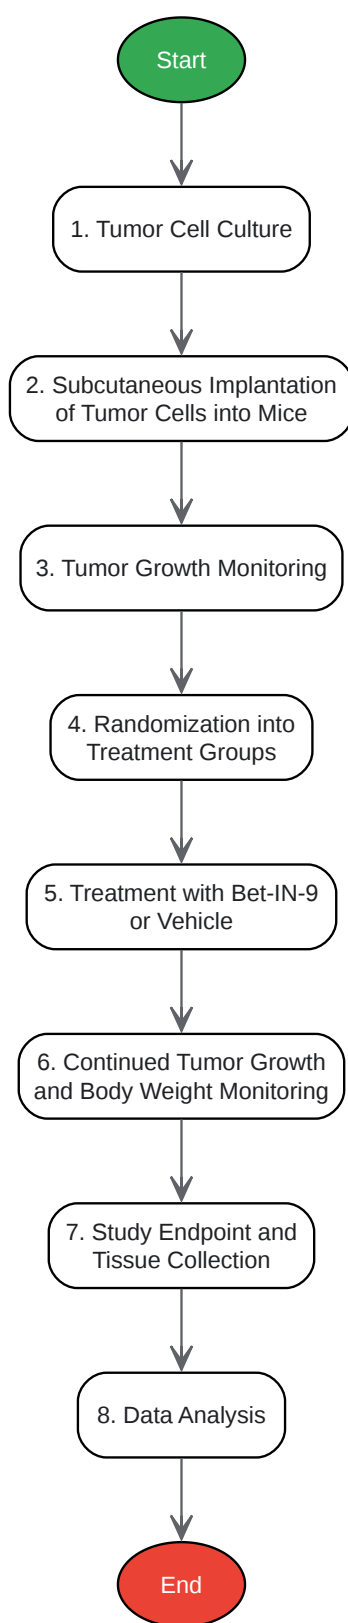 Start
1. Tumor Cell Culture
2. Subcutaneous Implantation
of Tumor Cells into Mice
3. Tumor Growth Monitoring
4. Randomization into
Treatment Groups
5. Treatment with Bet-IN-9
or Vehicle
6. Continued Tumor Growth
and Body Weight Monitoring
7. Study Endpoint and
Tissue Collection
8. Data Analysis
End